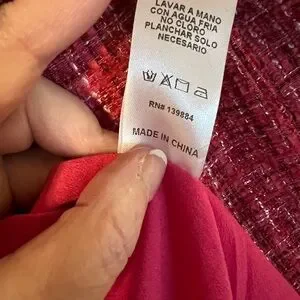 LAVAR A MANO
CON AGUA FRIA
NO CLORO
PLANCHAR SOLO
NECESARIO
RN# 139884
MADE IN CHINA